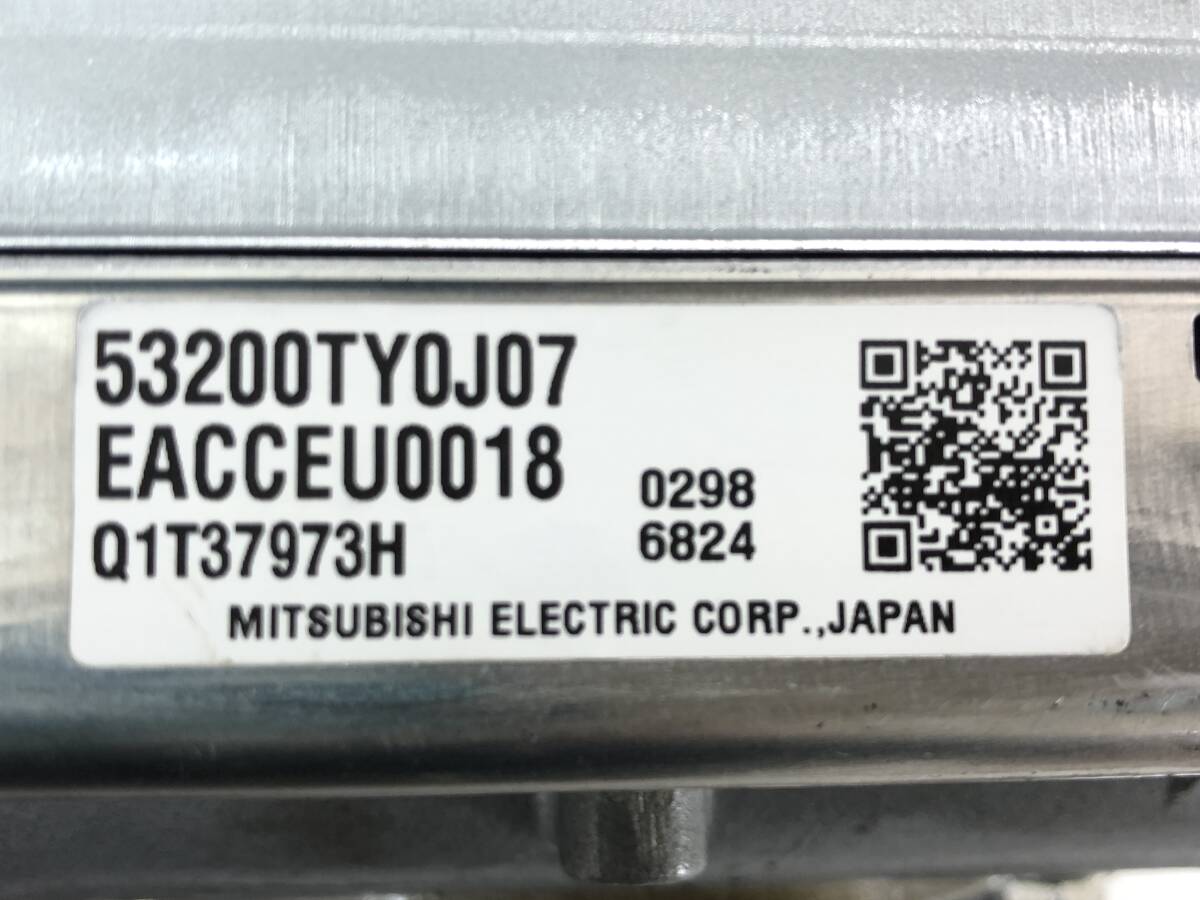 53200TY0J07
EACCEU0018
0298
Q1T37973H
6824
MITSUBISHI ELECTRIC CORP.,JAPAN